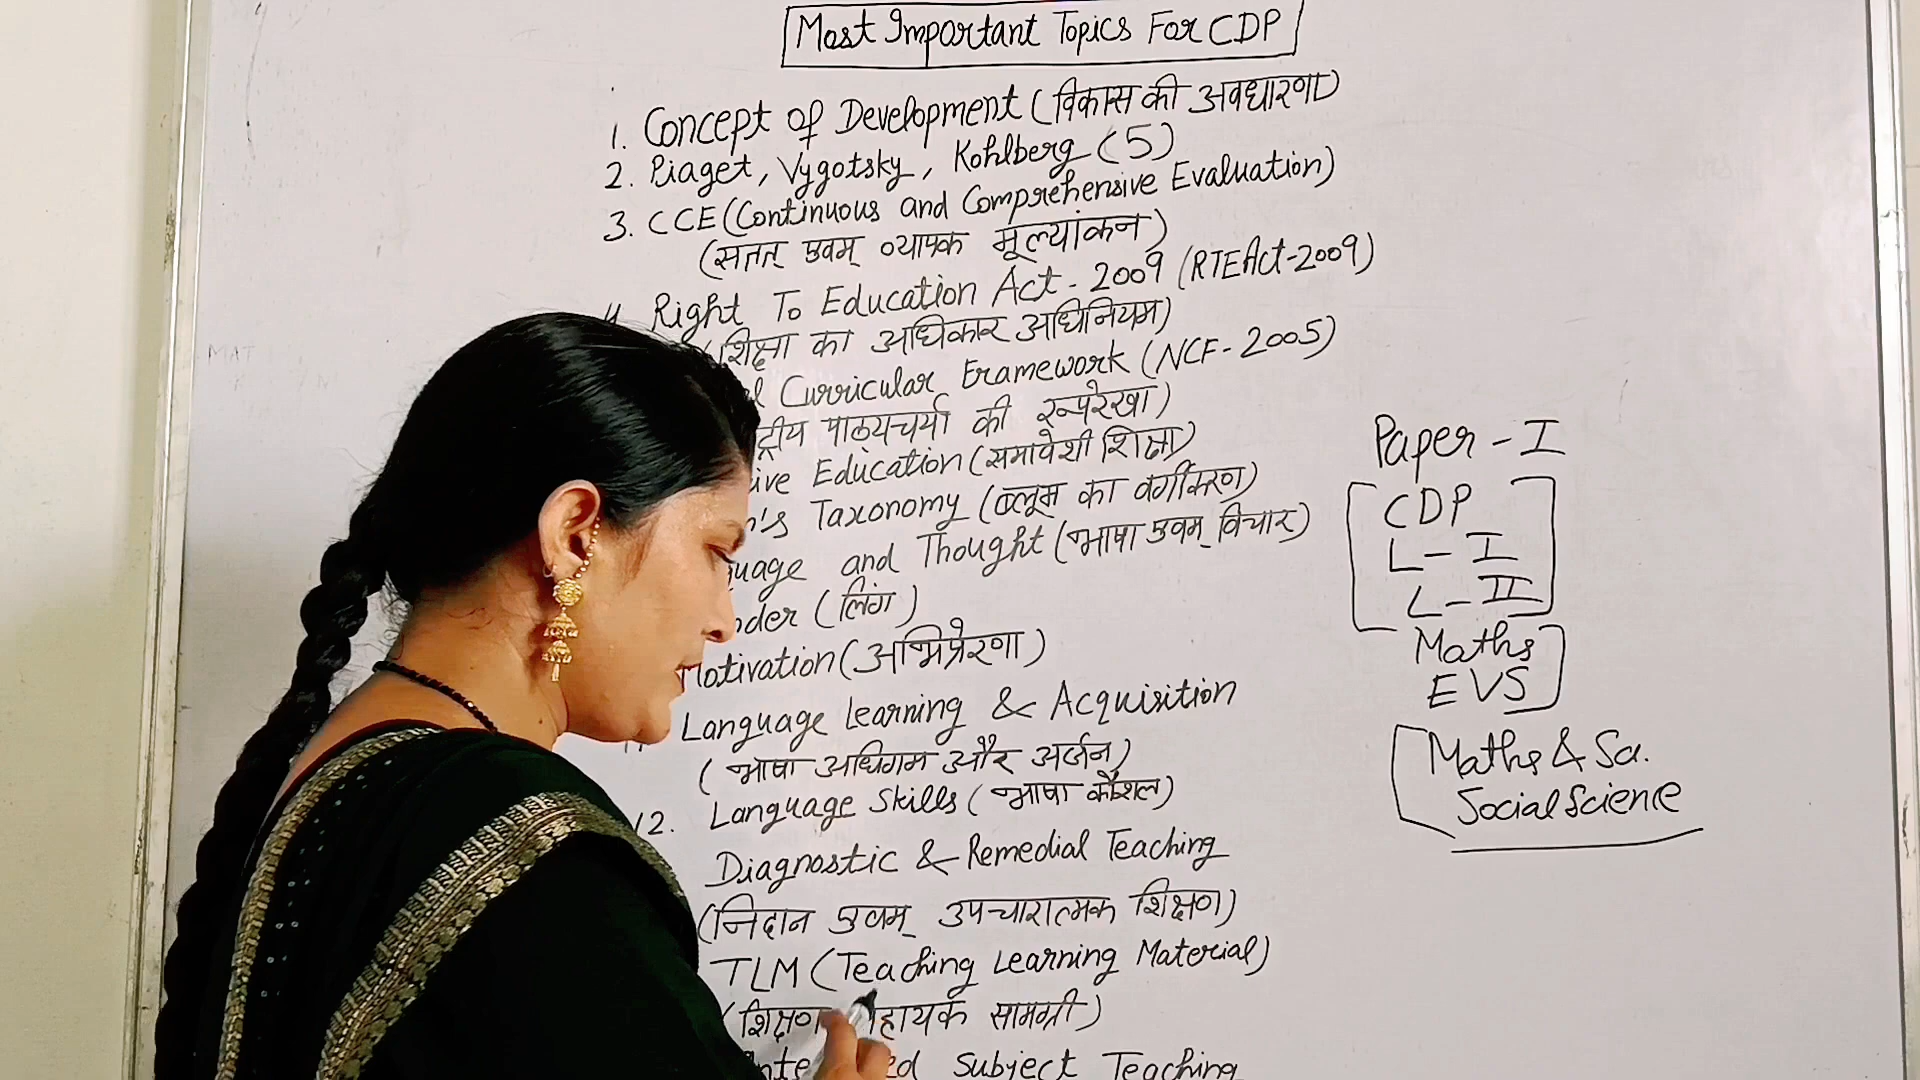 Most Important Topics For CDP
1. Concept of Development (विकास की अवधारणा)
2. Piaget, Vygotsky, Kohlberg (5)
3. CCE (Continuous and Comprehensive Evaluation)
(सतत् एवम् व्यापक मूल्यांकन)
4. Right To Education Act - 2009 (RTE Act-2009)
(शिक्षा का अधिकार अधिनियम)
Curricular Framework (NCF-2005)
पाठ्यचर्या की रूपरेखा)
Education (समावेशी शिक्षा)
Taxonomy (ब्लूम का वर्गीकरण)
and Thought (भाषा एवम् विचार)
(लिंग)
Motivation (अभिप्रेरणा)
Language Learning & Acquisition
(भाषा अधिगम और अर्जन)
12. Language Skills (भाषा कौशल)
Diagnostic & Remedial Teaching
(निदान एवम् उपचारात्मक शिक्षण)
TLM (Teaching Learning Material)
(शिक्षण सामग्री)
Subject Teaching
Paper - I
CDP
L - I
L - II
Maths
EVS
Maths & Sc.
Social Science